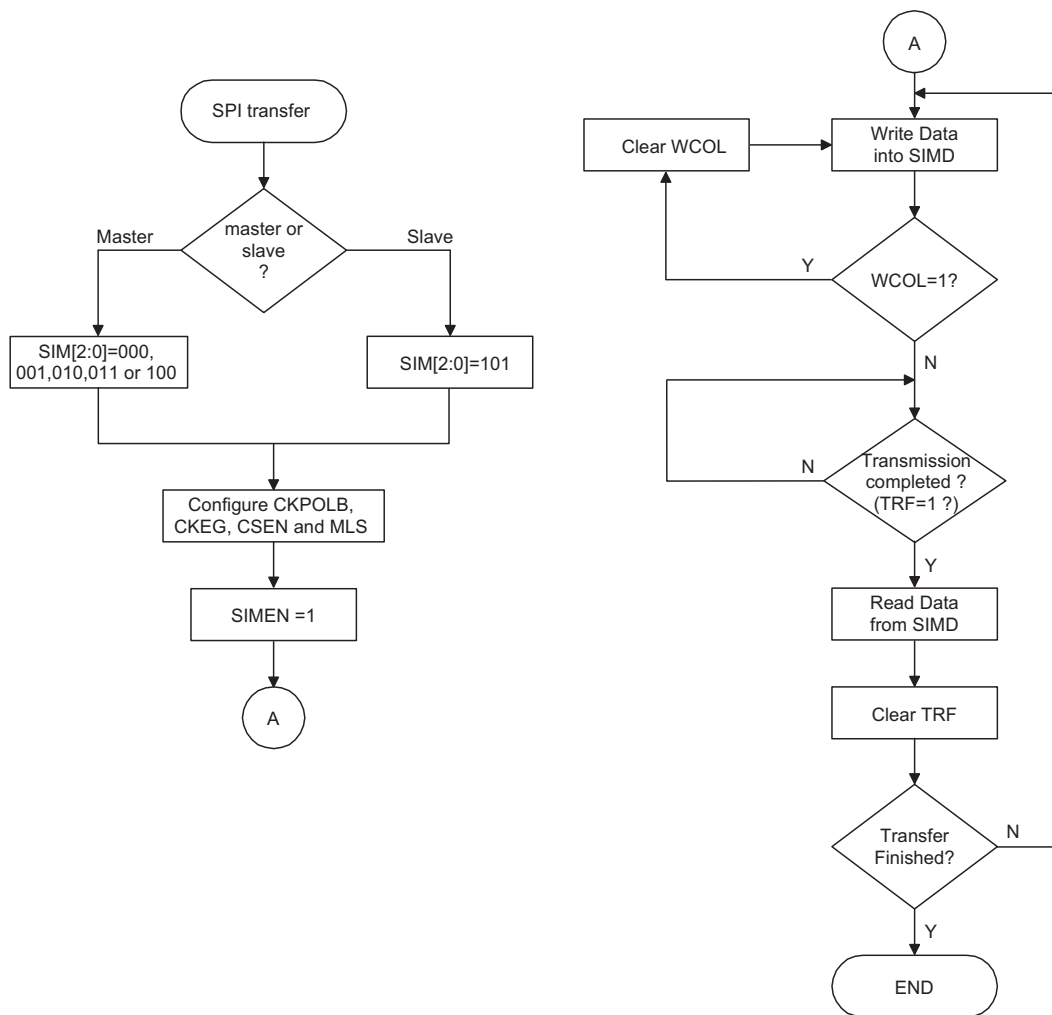 SPI transfer
master or
slave
?
Master
Slave
SIM[2:0]=000,
001,010,011 or 100
SIM[2:0]=101
Configure CKPOLB,
CKEG, CSEN and MLS
SIMEN =1
A
A
Clear WCOL
Write Data
into SIMD
Y
WCOL=1?
N
N
Transmission
completed ?
(TRF=1 ?)
Y
Read Data
from SIMD
Clear TRF
Transfer
Finished?
N
Y
END